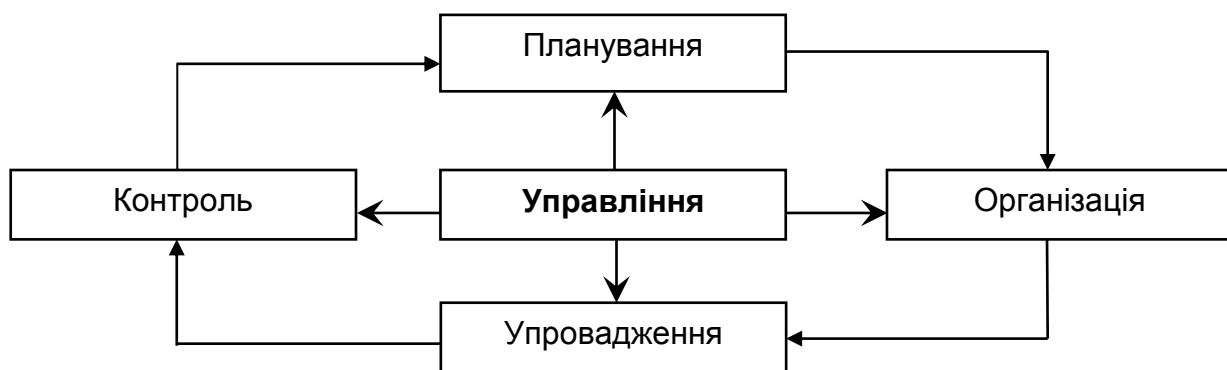 Планування
Контроль
Управління
Організація
Упровадження